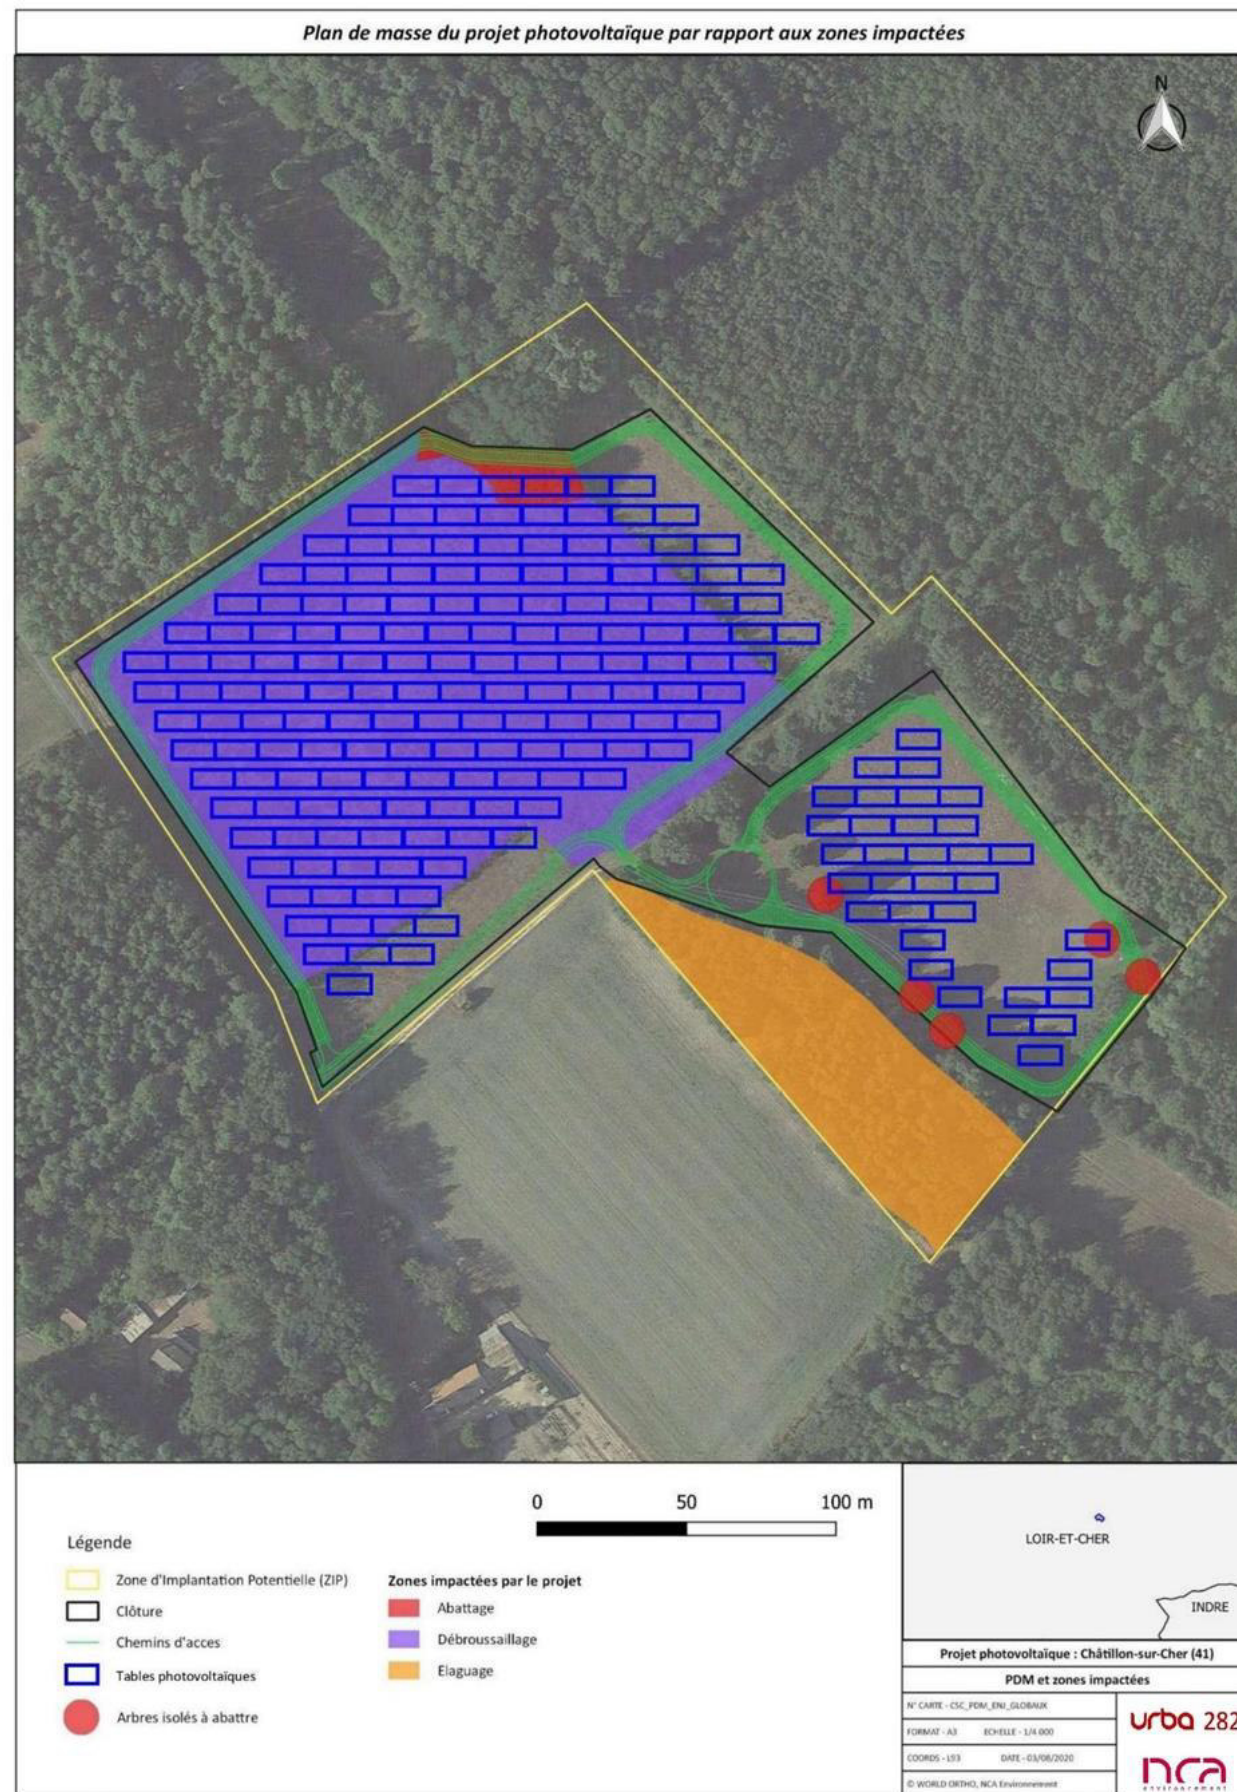 Plan de masse du projet photovoltaïque par rapport aux zones impactées
N
0 50 100 m
Légende
Zone d'Implantation Potentielle (ZIP)
Clôture
Chemins d'acces
Tables photovoltaïques
Arbres isolés à abattre
Zones impactées par le projet
Abattage
Débroussaillage
Elaguage
LOIR-ET-CHER
INDRE
Projet photovoltaïque : Châtillon-sur-Cher (41)
PDM et zones impactées
N° CARTE - CSC_PDM_ENJ_GLOBAUX
FORMAT - A3 ECHELLE - 1/4 000
COORDS - L93 DATE - 03/08/2020
© WORLD ORTHO, NCA Environnement
urba 282
nca
environnement